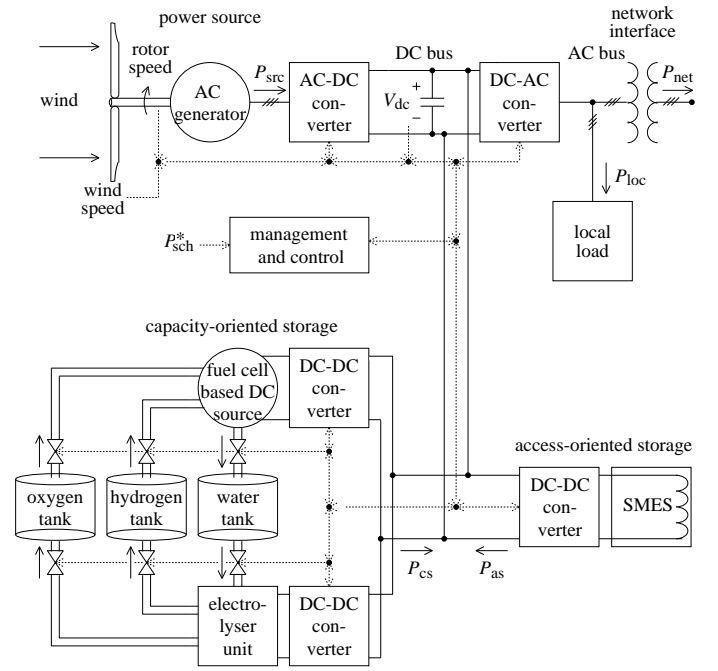 power source
network
interface
rotor
speed
P_src
DC bus
AC bus
P_net
wind
AC
generator
AC-DC
con-
verter
+
V_dc
−
DC-AC
con-
verter
wind
speed
P_loc
P*_sch
management
and control
local
load
capacity-oriented storage
fuel cell
based DC
source
DC-DC
con-
verter
access-oriented storage
oxygen
tank
hydrogen
tank
water
tank
DC-DC
con-
verter
SMES
P_cs
P_as
electro-
lyser
unit
DC-DC
con-
verter